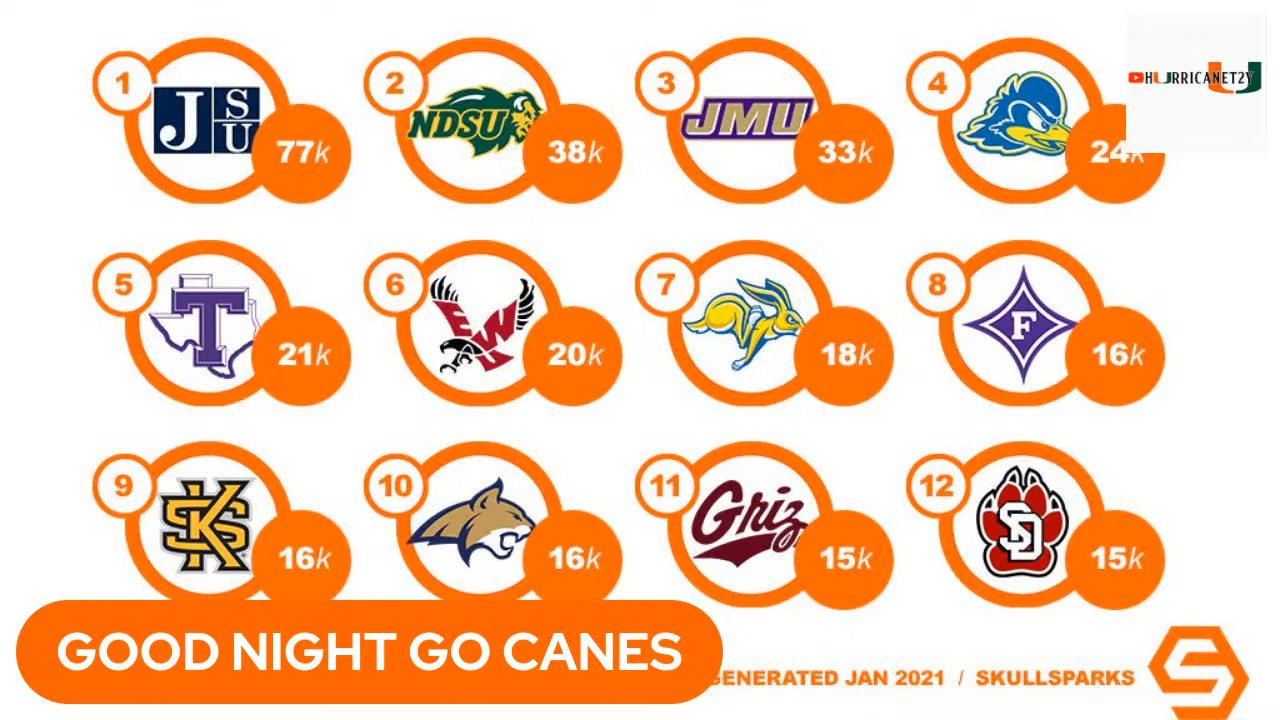 1 JSU 77k
2 NDSU 38k
3 JMU 33k
4 24k
HURRICANET2Y
U
5 T 21k
6 EWU 20k
7 18k
8 F 16k
9 KS 16k
10 16k
11 Griz 15k
12 SD 15k
GOOD NIGHT GO CANES
GENERATED JAN 2021 / SKULLSPARKS